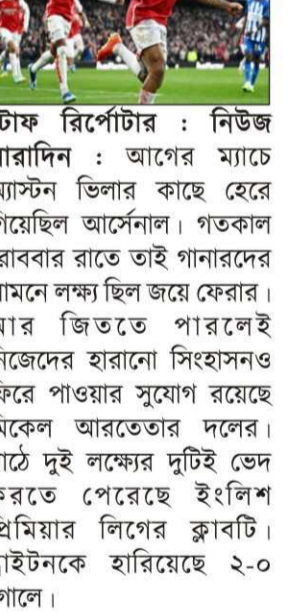 টাফ রিপোর্টার : নিউজ
ারাদিন : আগের ম্যাচে
্যাস্টন ভিলার কাছে হেরে
িয়েছিল আর্সেনাল। গতকাল
রাববার রাতে তাই গানারদের
ামনে লক্ষ্য ছিল জয়ে ফেরার।
আর জিততে পারলেই
নিজেদের হারানো সিংহাসনও
ফিরে পাওয়ার সুযোগ রয়েছে
মিকেল আরতেতার দলের।
াঠে দুই লক্ষ্যের দুটিই ভেদ
করতে পেরেছে ইংলিশ
প্রিমিয়ার লিগের ক্লাবটি।
্রাইটনকে হারিয়েছে ২-০
গোলে।